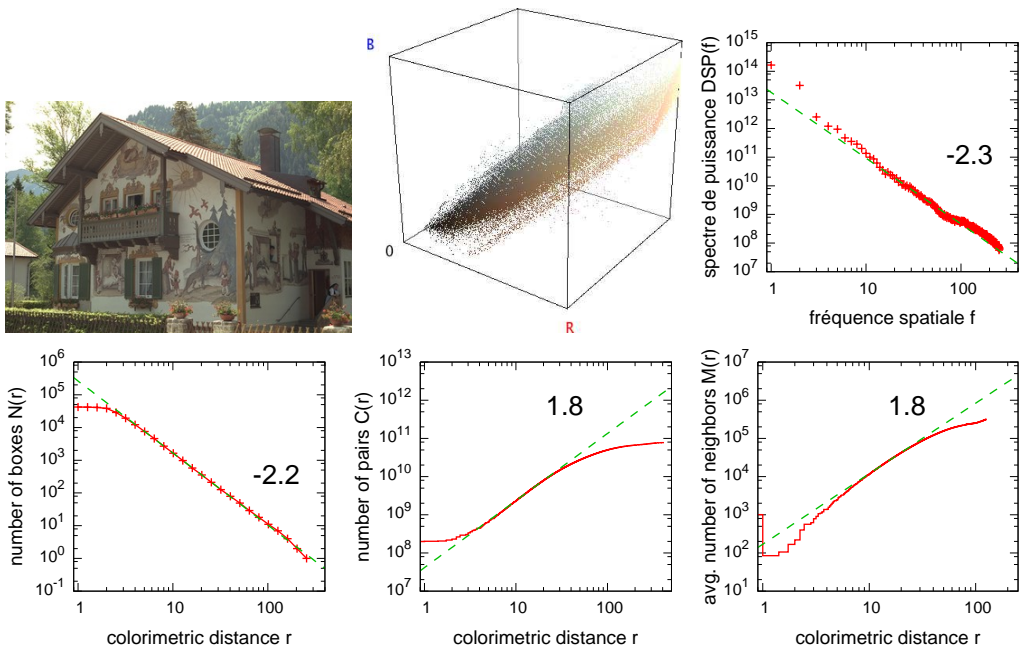 B
0
R
10^15
10^14
10^13
10^12
10^11
10^10
10^9
10^8
10^7
spectre de puissance DSP(f)
-2.3
1 10 100
fréquence spatiale f
10^6
10^5
10^4
10^3
10^2
10^1
10^0
10^-1
number of boxes N(r)
-2.2
1 10 100
colorimetric distance r
10^13
10^12
10^11
10^10
10^9
10^8
10^7
number of pairs C(r)
1.8
1 10 100
colorimetric distance r
10^7
10^6
10^5
10^4
10^3
10^2
10^1
avg. number of neighbors M(r)
1.8
1 10 100
colorimetric distance r